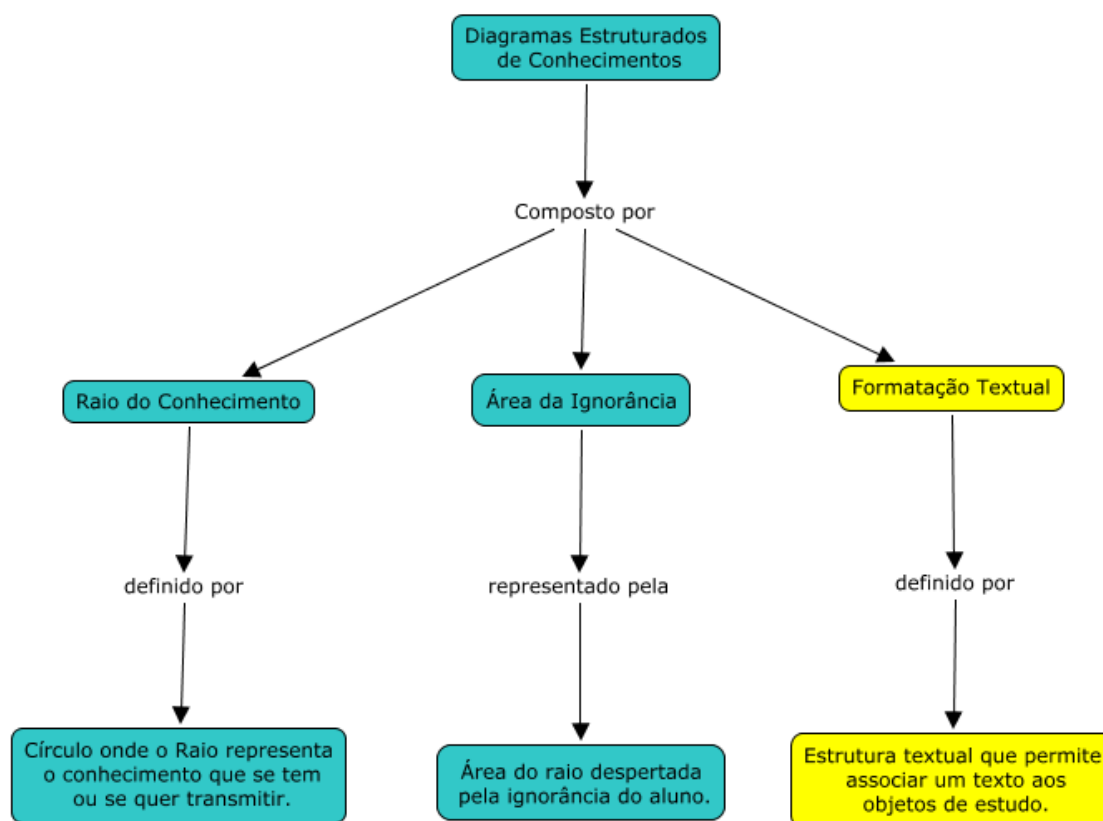 Diagramas Estruturados
de Conhecimentos
Composto por
Raio do Conhecimento
Área da Ignorância
Formatação Textual
definido por
representado pela
definido por
Círculo onde o Raio representa
o conhecimento que se tem
ou se quer transmitir.
Área do raio despertada
pela ignorância do aluno.
Estrutura textual que permite
associar um texto aos
objetos de estudo.